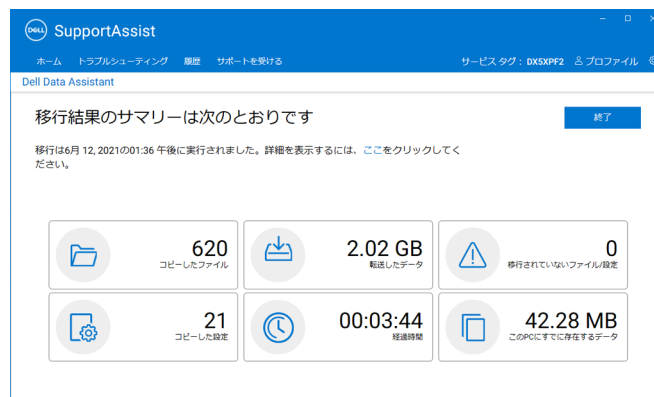 DELL SupportAssist
ホーム トラブルシューティング 履歴 サポートを受ける サービス タグ : DX5XPF2 プロファイル
Dell Data Assistant
移行結果のサマリーは次のとおりです
終了
移行は6月 12, 2021の01:36 午後に実行されました。詳細を表示するには、ここをクリックしてく
ださい。
620
コピーしたファイル
2.02 GB
転送したデータ
0
移行されていないファイル/設定
21
コピーした設定
00:03:44
経過時間
42.28 MB
このPCにすでに存在するデータ